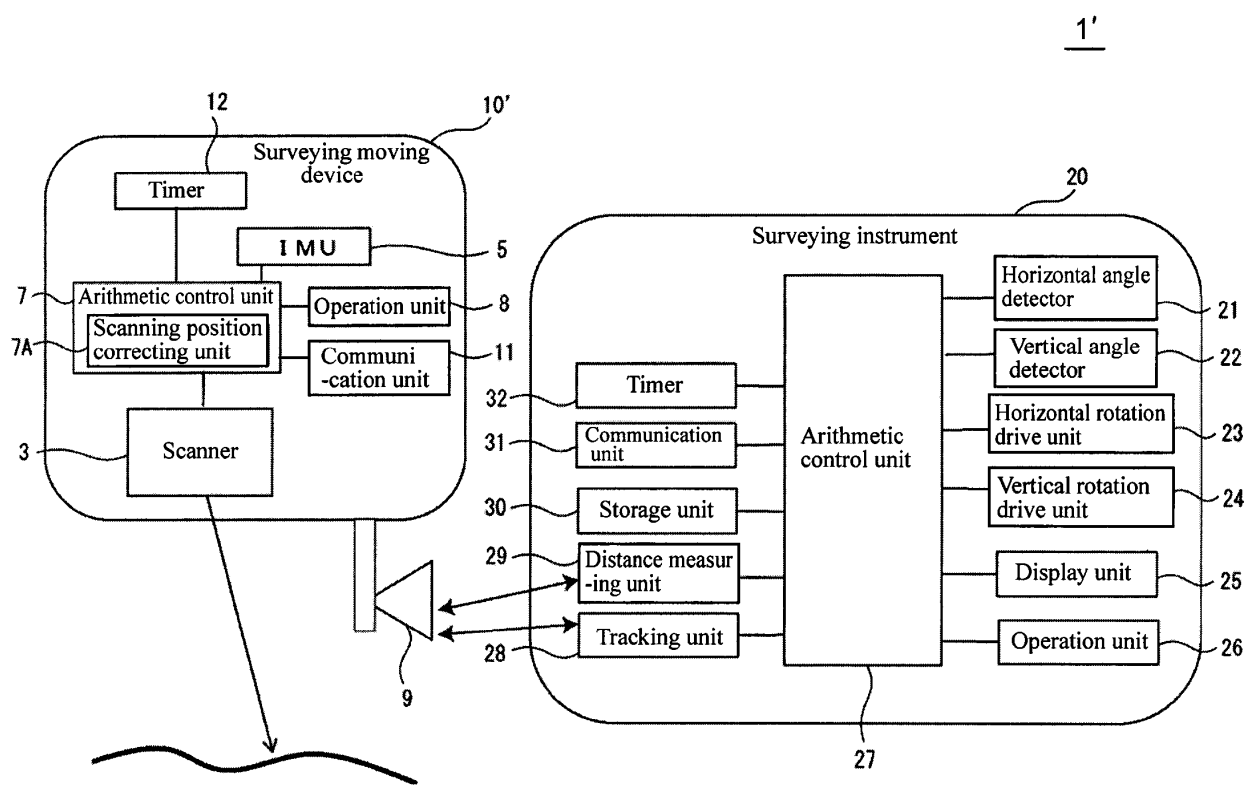 1′
12
10′
Surveying moving
device
Timer
IMU
5
7
Arithmetic control unit
7A
Scanning position
correcting unit
Operation unit
8
Communi
-cation unit
11
3
Scanner
9
20
Surveying instrument
Horizontal angle
detector
21
Vertical angle
detector
22
Horizontal rotation
drive unit
23
Vertical rotation
drive unit
24
Display unit
25
Operation unit
26
Arithmetic
control unit
27
Timer
32
Communication
unit
31
Storage unit
30
Distance measur
-ing unit
29
Tracking unit
28